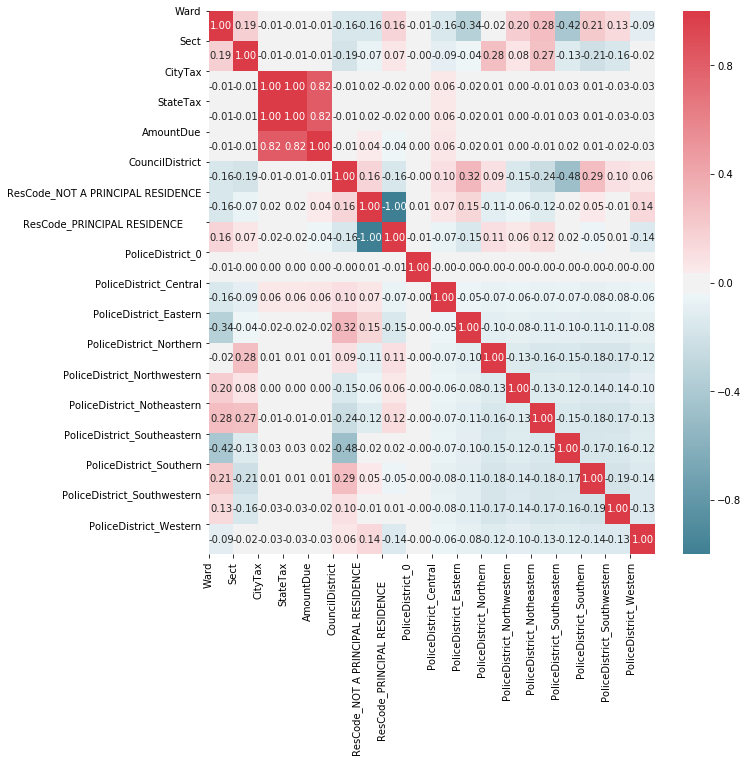 Ward
1.00 0.19 -0.01 -0.01 -0.01 -0.16 -0.16 0.16 -0.01 -0.16 -0.34 -0.02 0.20 0.28 -0.42 0.21 0.13 -0.09
Sect
0.19 1.00 -0.01 -0.01 -0.01 -0.19 -0.07 0.07 -0.00 -0.09 -0.04 0.28 0.08 0.27 -0.13 -0.21 -0.16 -0.02
CityTax
-0.01 -0.01 1.00 1.00 0.82 -0.01 0.02 -0.02 0.00 0.06 -0.02 0.01 0.00 -0.01 0.03 0.01 -0.03 -0.03
StateTax
-0.01 -0.01 1.00 1.00 0.82 -0.01 0.02 -0.02 0.00 0.06 -0.02 0.01 0.00 -0.01 0.03 0.01 -0.03 -0.03
AmountDue
-0.01 -0.01 0.82 0.82 1.00 -0.01 0.04 -0.04 0.00 0.06 -0.02 0.01 0.00 -0.01 0.02 0.01 -0.02 -0.03
CouncilDistrict
-0.16 -0.19 -0.01 -0.01 -0.01 1.00 0.16 -0.16 -0.00 0.10 0.32 0.09 -0.15 -0.24 -0.48 0.29 0.10 0.06
ResCode_NOT A PRINCIPAL RESIDENCE
-0.16 -0.07 0.02 0.02 0.04 0.16 1.00 -1.00 0.01 0.07 0.15 -0.11 -0.06 -0.12 -0.02 0.05 -0.01 0.14
ResCode_PRINCIPAL RESIDENCE
0.16 0.07 -0.02 -0.02 -0.04 -0.16 -1.00 1.00 -0.01 -0.07 -0.15 0.11 0.06 0.12 0.02 -0.05 0.01 -0.14
PoliceDistrict_0
-0.01 -0.00 0.00 0.00 0.00 -0.00 0.01 -0.01 1.00 -0.00 -0.00 -0.00 -0.00 -0.00 -0.00 -0.00 -0.00 -0.00
PoliceDistrict_Central
-0.16 -0.09 0.06 0.06 0.06 0.10 0.07 -0.07 -0.00 1.00 -0.05 -0.07 -0.06 -0.07 -0.07 -0.08 -0.08 -0.06
PoliceDistrict_Eastern
-0.34 -0.04 -0.02 -0.02 -0.02 0.32 0.15 -0.15 -0.00 -0.05 1.00 -0.10 -0.08 -0.11 -0.10 -0.11 -0.11 -0.08
PoliceDistrict_Northern
-0.02 0.28 0.01 0.01 0.01 0.09 -0.11 0.11 -0.00 -0.07 -0.10 1.00 -0.13 -0.16 -0.15 -0.18 -0.17 -0.12
PoliceDistrict_Northwestern
0.20 0.08 0.00 0.00 0.00 -0.15 -0.06 0.06 -0.00 -0.06 -0.08 -0.13 1.00 -0.13 -0.12 -0.14 -0.14 -0.10
PoliceDistrict_Notheastern
0.28 0.27 -0.01 -0.01 -0.01 -0.24 -0.12 0.12 -0.00 -0.07 -0.11 -0.16 -0.13 1.00 -0.15 -0.18 -0.17 -0.13
PoliceDistrict_Southeastern
-0.42 -0.13 0.03 0.03 0.02 -0.48 -0.02 0.02 -0.00 -0.07 -0.10 -0.15 -0.12 -0.15 1.00 -0.17 -0.16 -0.12
PoliceDistrict_Southern
0.21 -0.21 0.01 0.01 0.01 0.29 0.05 -0.05 -0.00 -0.08 -0.11 -0.18 -0.14 -0.18 -0.17 1.00 -0.19 -0.14
PoliceDistrict_Southwestern
0.13 -0.16 -0.03 -0.03 -0.02 0.10 -0.01 0.01 -0.00 -0.08 -0.11 -0.17 -0.14 -0.17 -0.16 -0.19 1.00 -0.13
PoliceDistrict_Western
-0.09 -0.02 -0.03 -0.03 -0.03 0.06 0.14 -0.14 -0.00 -0.06 -0.08 -0.12 -0.10 -0.13 -0.12 -0.14 -0.13 1.00
Ward
Sect
CityTax
StateTax
AmountDue
CouncilDistrict
ResCode_NOT A PRINCIPAL RESIDENCE
ResCode_PRINCIPAL RESIDENCE
PoliceDistrict_0
PoliceDistrict_Central
PoliceDistrict_Eastern
PoliceDistrict_Northern
PoliceDistrict_Northwestern
PoliceDistrict_Notheastern
PoliceDistrict_Southeastern
PoliceDistrict_Southern
PoliceDistrict_Southwestern
PoliceDistrict_Western
0.8
0.4
0.0
−0.4
−0.8